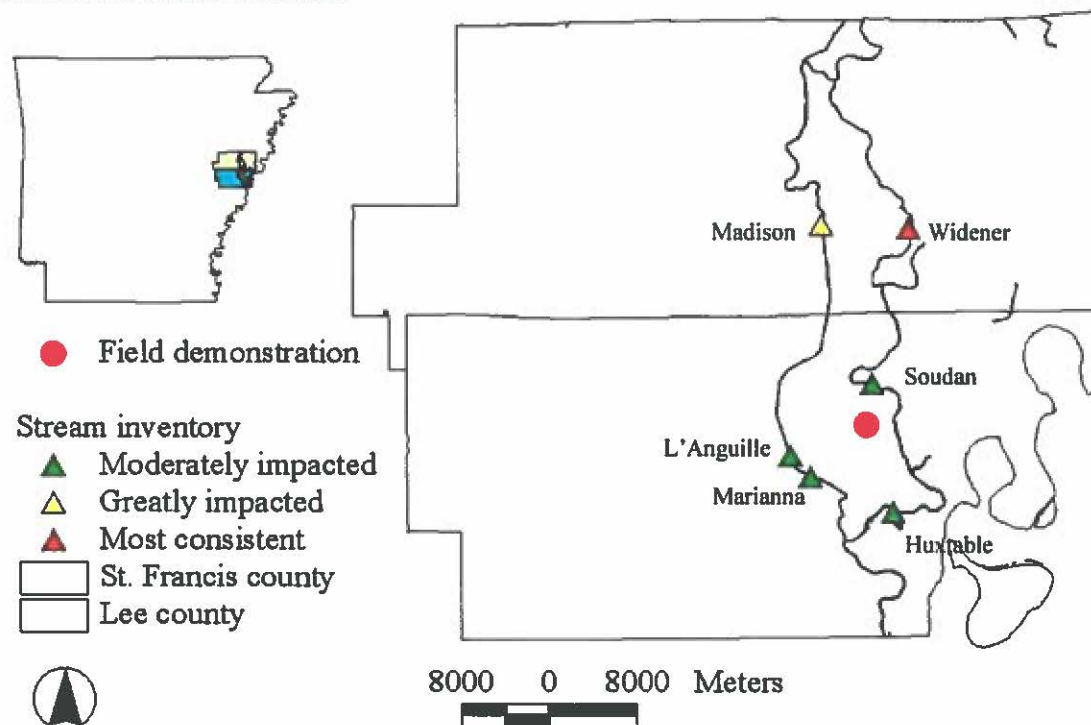 Field demonstration
Stream inventory
Moderately impacted
Greatly impacted
Most consistent
St. Francis county
Lee county
Madison
Widener
Soudan
L'Anguille
Marianna
Huxtable
8000 0 8000 Meters